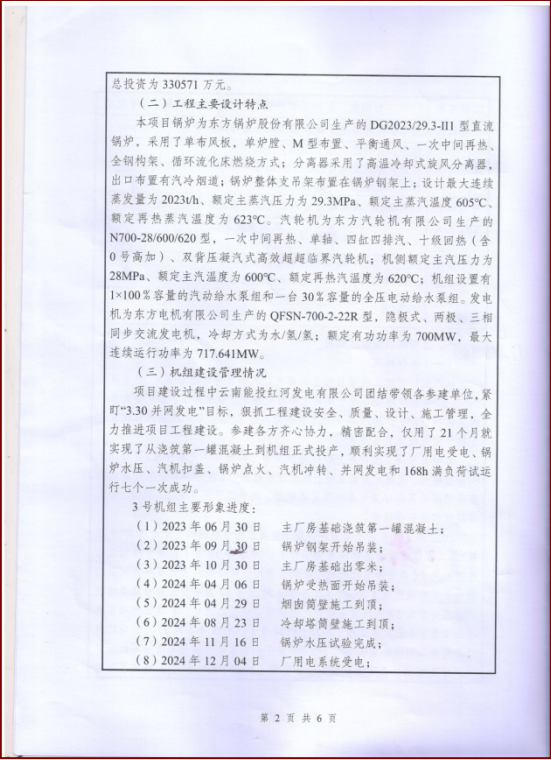 总投资为 330571 万元。
（二）工程主要设计特点
本项目锅炉为东方锅炉股份有限公司生产的 DG2023/29.3-II1 型直流
锅炉，采用了单布风板，单炉膛、M 型布置、平衡通风、一次中间再热、
全钢构架、循环流化床燃烧方式；分离器采用了高温冷却式旋风分离器，
出口布置有汽冷烟道；锅炉整体支吊架布置在锅炉钢架上；设计最大连续
蒸发量为 2023t/h、额定主蒸汽压力为 29.3MPa、额定主蒸汽温度 605℃、
额定再热蒸汽温度为 623℃。汽轮机为东方汽轮机有限公司生产的
N700-28/600/620 型，一次中间再热、单轴、四缸四排汽、十级回热（含
0 号高加）、双背压凝汽式高效超超临界汽轮机；机侧额定主汽压力为
28MPa、额定主汽温度为 600℃、额定再热汽温度为 620℃；机组设置有
1×100％容量的汽动给水泵组和一台 30％容量的全压电动给水泵组。发电
机为东方电机有限公司生产的 QFSN-700-2-22R 型，隐极式、两极、三相
同步交流发电机，冷却方式为水/氢/氢；额定有功功率为 700MW，最大
连续运行功率为 717.641MW。
（三）机组建设管理情况
项目建设过程中云南能投红河发电有限公司团结带领各参建单位，紧
盯“3.30 并网发电”目标，狠抓工程建设安全、质量、设计、施工管理，全
力推进项目工程建设。参建各方齐心协力，精密配合，仅用了 21 个月就
实现了从浇筑第一罐混凝土到机组正式投产，顺利实现了厂用电受电、锅
炉水压、汽机扣盖、锅炉点火、汽机冲转、并网发电和 168h 满负荷试运
行七个一次成功。
3 号机组主要形象进度：
（1）2023 年 06 月 30 日 主厂房基础浇筑第一罐混凝土；
（2）2023 年 09 月 30 日 锅炉钢架开始吊装；
（3）2023 年 10 月 30 日 主厂房基础出零米；
（4）2024 年 04 月 06 日 锅炉受热面开始吊装；
（5）2024 年 04 月 29 日 烟囱筒壁施工到顶；
（6）2024 年 08 月 23 日 冷却塔筒壁施工到顶；
（7）2024 年 11 月 16 日 锅炉水压试验完成；
（8）2024 年 12 月 04 日 厂用电系统受电；
第 2 页 共 6 页